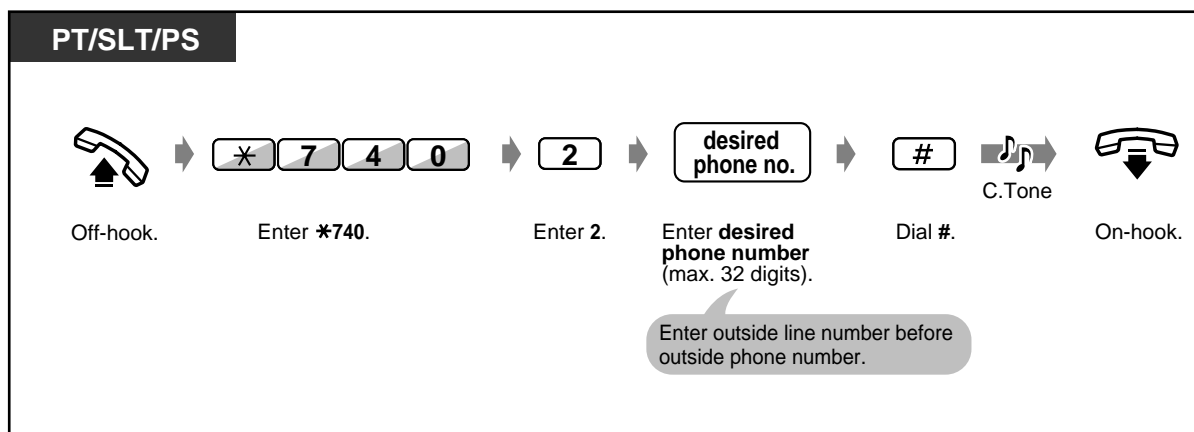 PT/SLT/PS
✳ 7 4 0
2
desired
phone no.
#
C.Tone
Off-hook.
Enter ✳740.
Enter 2.
Enter desired
phone number
(max. 32 digits).
Dial #.
On-hook.
Enter outside line number before
outside phone number.